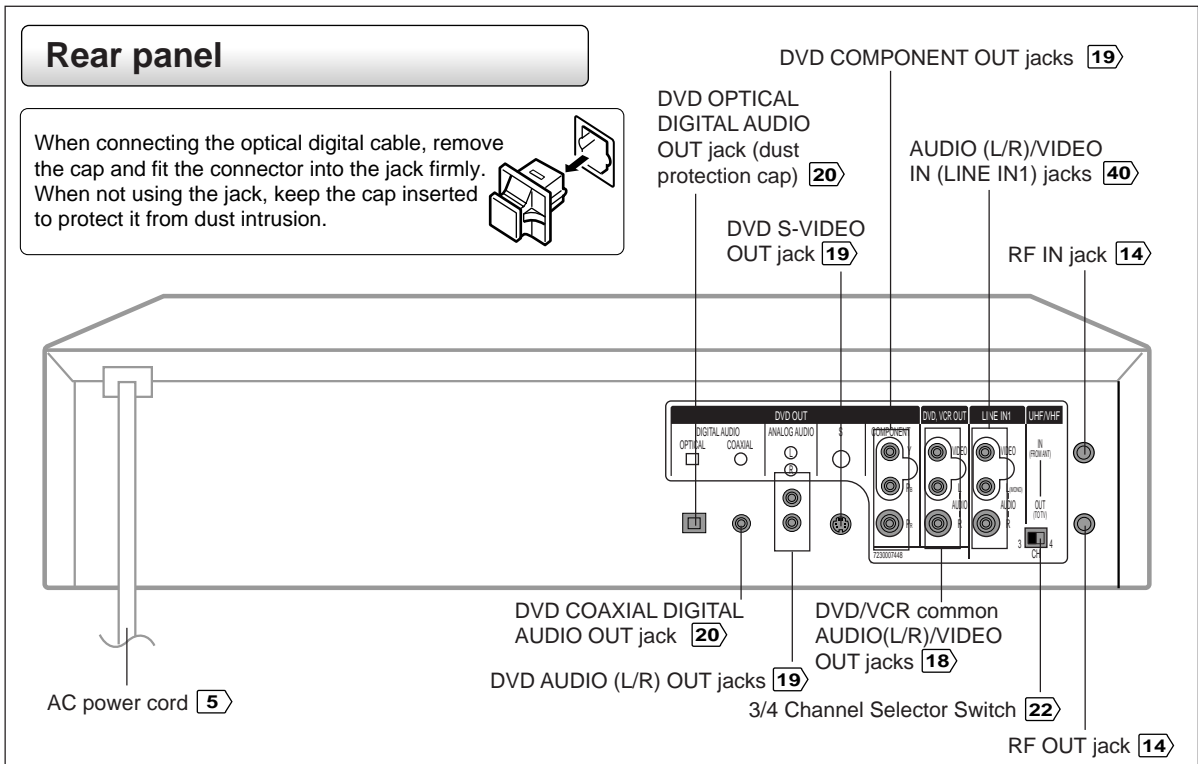 Rear panel
When connecting the optical digital cable, remove
the cap and fit the connector into the jack firmly.
When not using the jack, keep the cap inserted
to protect it from dust intrusion.
DVD COMPONENT OUT jacks 19
DVD OPTICAL
DIGITAL AUDIO
OUT jack (dust
protection cap) 20
AUDIO (L/R)/VIDEO
IN (LINE IN1) jacks 40
DVD S-VIDEO
OUT jack 19
RF IN jack 14
DVD OUT
DVD, VCR OUT
LINE IN1
UHF/VHF
DIGITAL AUDIO
OPTICAL
COAXIAL
ANALOG AUDIO
L
R
S
COMPONENT
Y
PB
PR
VIDEO
L
AUDIO
R
VIDEO
L(MONO)
AUDIO
R
IN
(FROM ANT)
OUT
(TO TV)
3 4
CH
7230007448
DVD COAXIAL DIGITAL
AUDIO OUT jack 20
DVD/VCR common
AUDIO(L/R)/VIDEO
OUT jacks 18
DVD AUDIO (L/R) OUT jacks 19
AC power cord 5
3/4 Channel Selector Switch 22
RF OUT jack 14